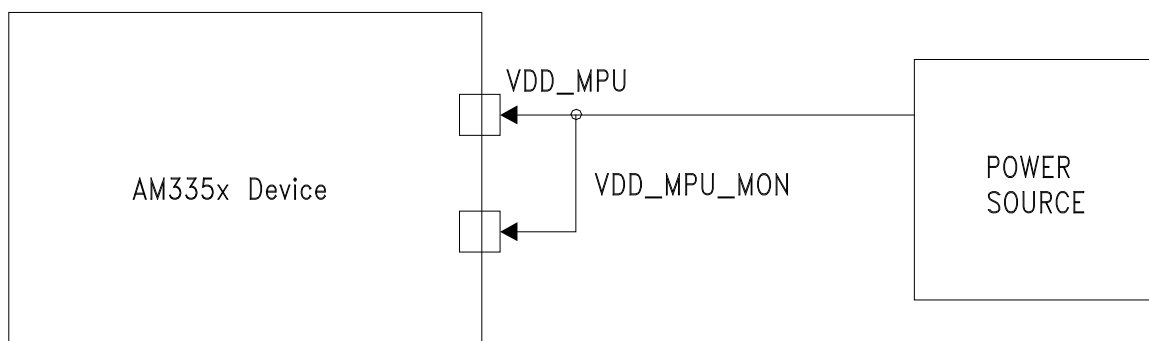 VDD_MPU
AM335x Device
VDD_MPU_MON
POWER
SOURCE